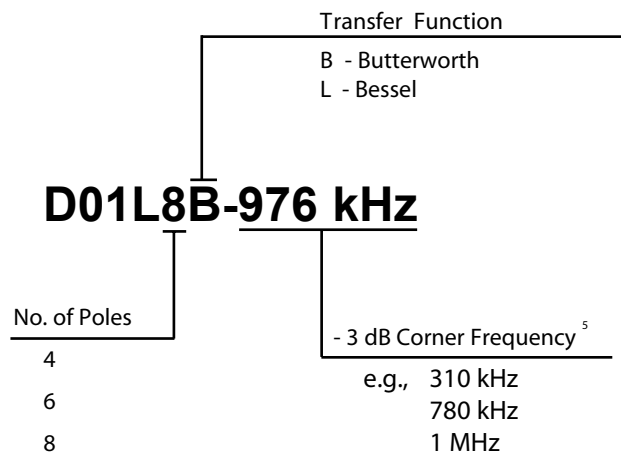 Transfer Function
B - Butterworth
L - Bessel
D01L8B-976 kHz
No. of Poles
4
6
8
- 3 dB Corner Frequency 5
e.g., 310 kHz
780 kHz
1 MHz